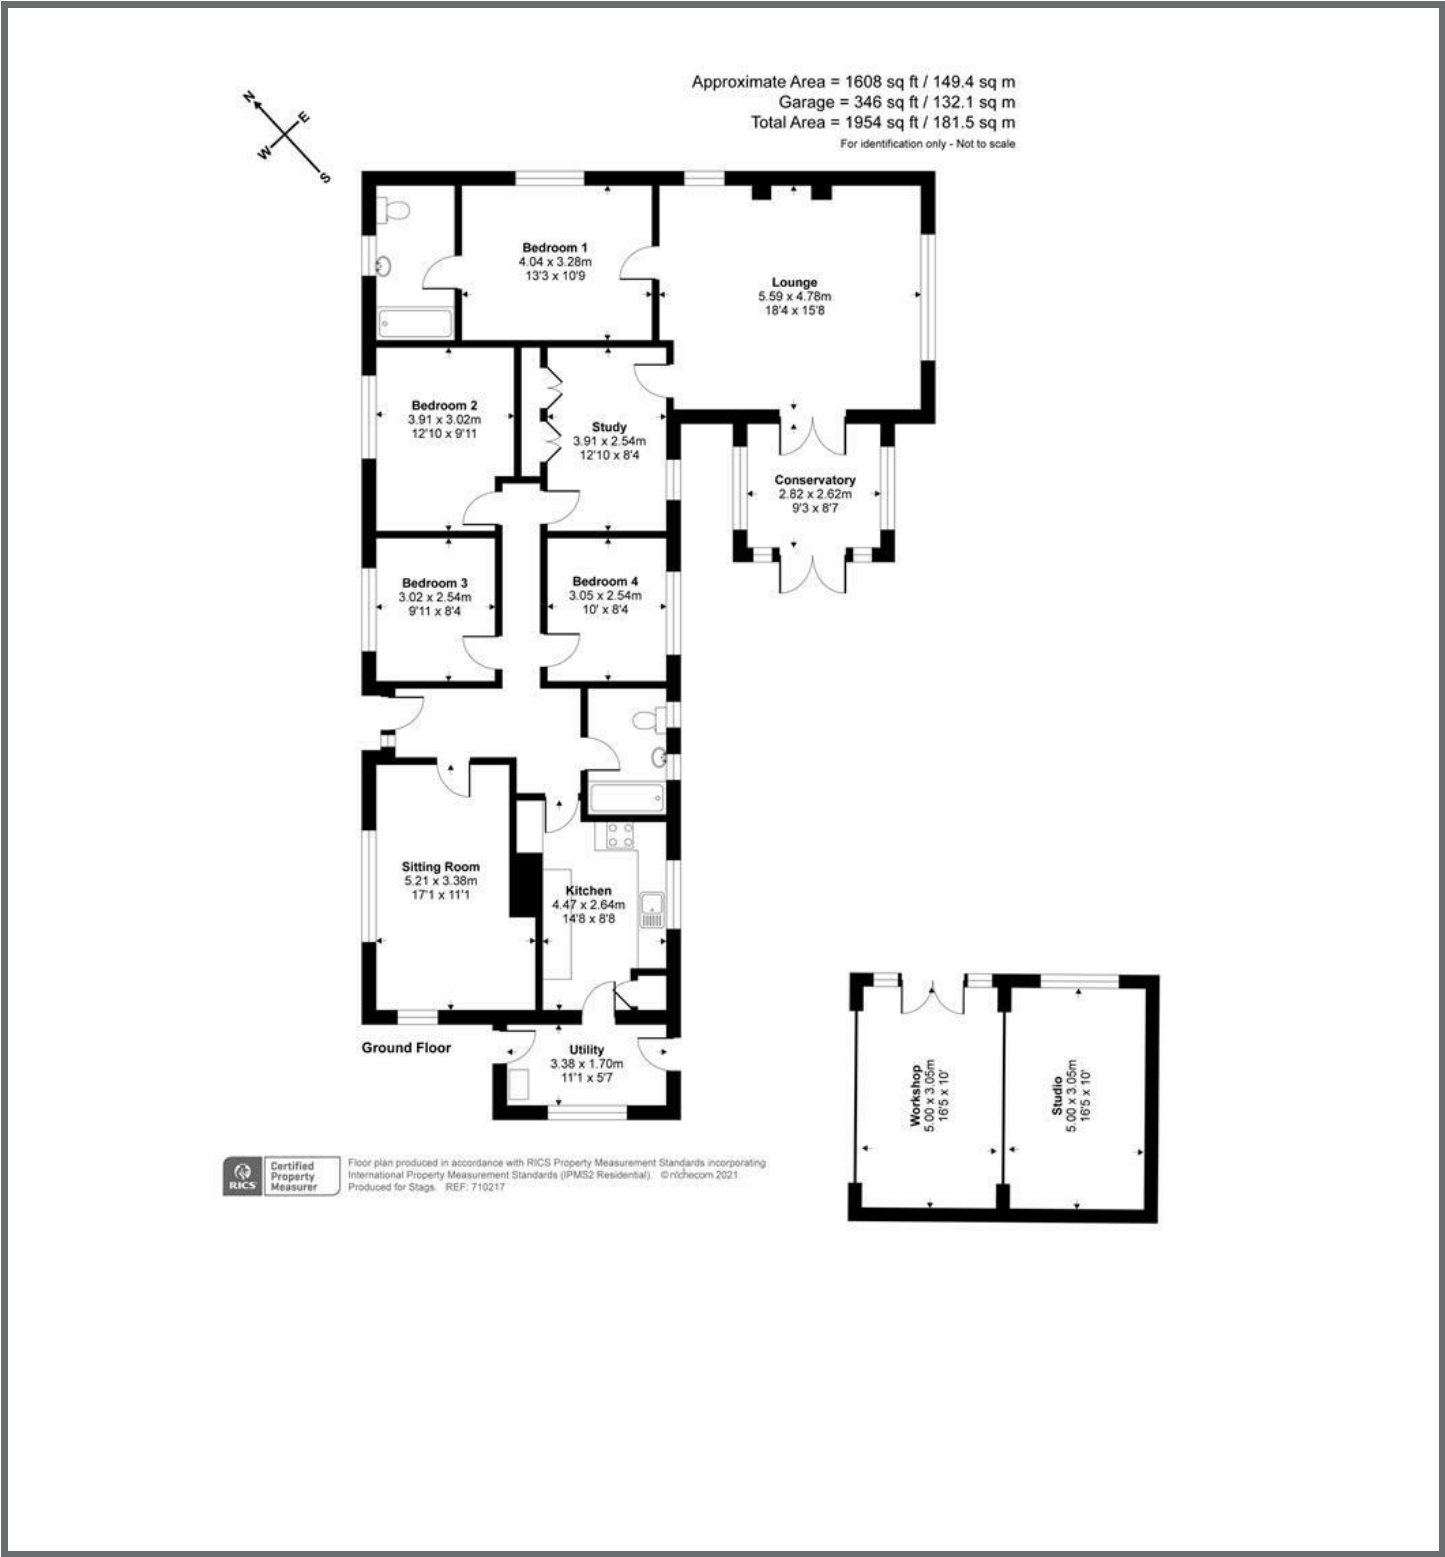 Approximate Area = 1608 sq ft / 149.4 sq m
Garage = 346 sq ft / 132.1 sq m
Total Area = 1954 sq ft / 181.5 sq m
For identification only - Not to scale
N
E
W
S
Bedroom 1
4.04 x 3.28m
13'3 x 10'9
Lounge
5.59 x 4.78m
18'4 x 15'8
Bedroom 2
3.91 x 3.02m
12'10 x 9'11
Study
3.91 x 2.54m
12'10 x 8'4
Conservatory
2.82 x 2.62m
9'3 x 8'7
Bedroom 3
3.02 x 2.54m
9'11 x 8'4
Bedroom 4
3.05 x 2.54m
10' x 8'4
Sitting Room
5.21 x 3.38m
17'1 x 11'1
Kitchen
4.47 x 2.64m
14'8 x 8'8
Ground Floor
Utility
3.38 x 1.70m
11'1 x 5'7
Workshop
5.00 x 3.05m
16'5 x 10'
Studio
5.00 x 3.05m
16'5 x 10'
RICS
Certified
Property
Measurer
Floor plan produced in accordance with RICS Property Measurement Standards incorporating
International Property Measurement Standards (IPMS2 Residential). © nichecom 2021.
Produced for Stags. REF: 710217